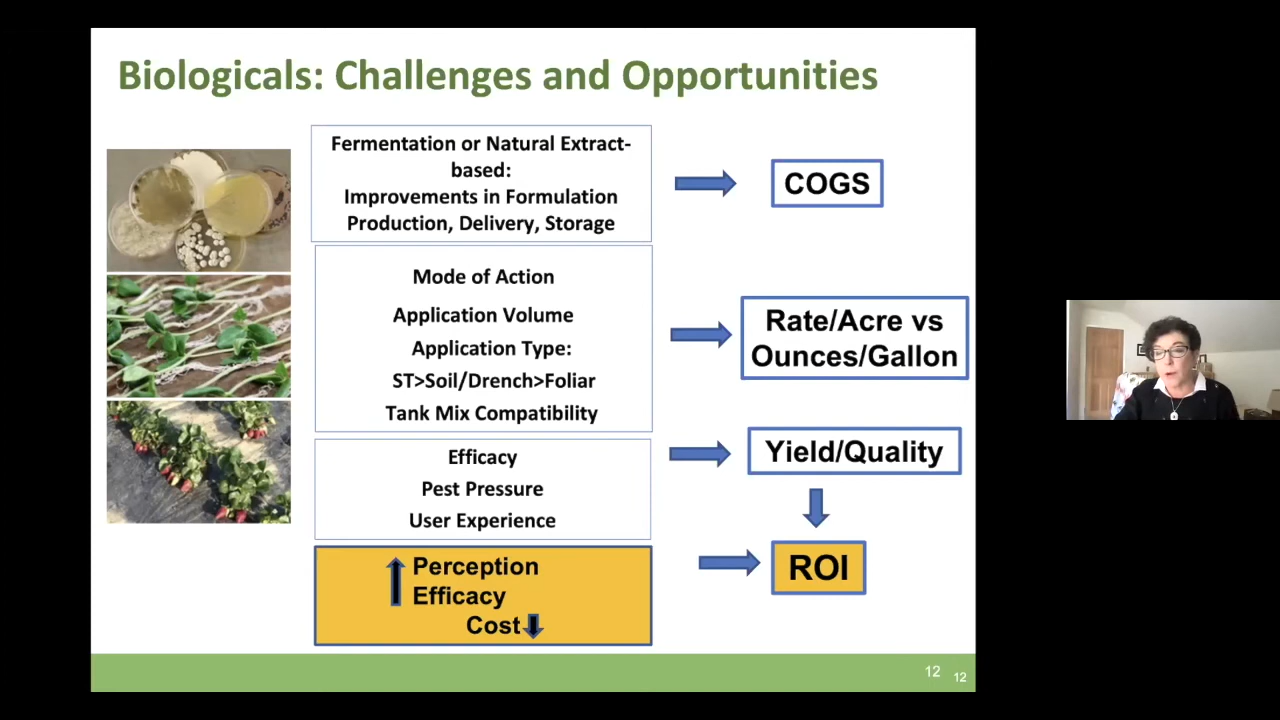 Biologicals: Challenges and Opportunities
Fermentation or Natural Extract-
based:
Improvements in Formulation
Production, Delivery, Storage
COGS
Mode of Action
Application Volume
Application Type:
ST>Soil/Drench>Foliar
Tank Mix Compatibility
Rate/Acre vs
Ounces/Gallon
Efficacy
Pest Pressure
User Experience
Yield/Quality
Perception
Efficacy
Cost
ROI
12
12